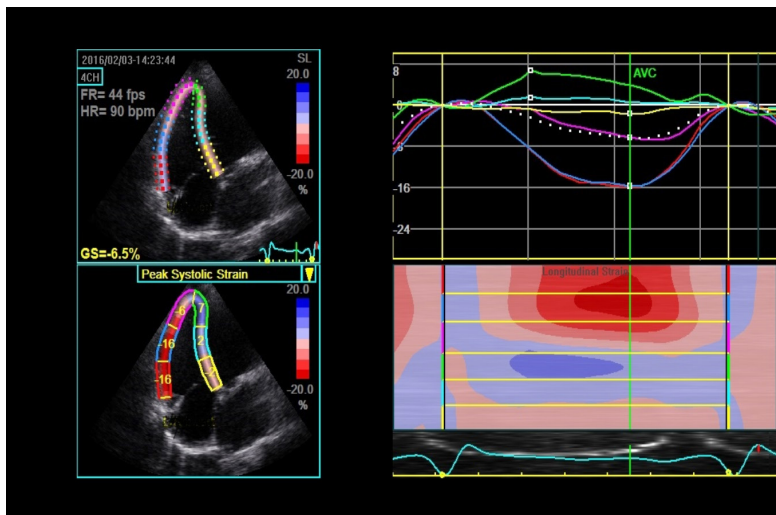 2016/02/03-14:23:44
SL
4CH
20.0
FR= 44 fps
HR= 90 bpm
-20.0
%
GS=-6.5%
Peak Systolic Strain
20.0
-6
7
-16
2
-16
-20.0
%
8
AVC
0
-8
-16
-24
Longitudinal Strain